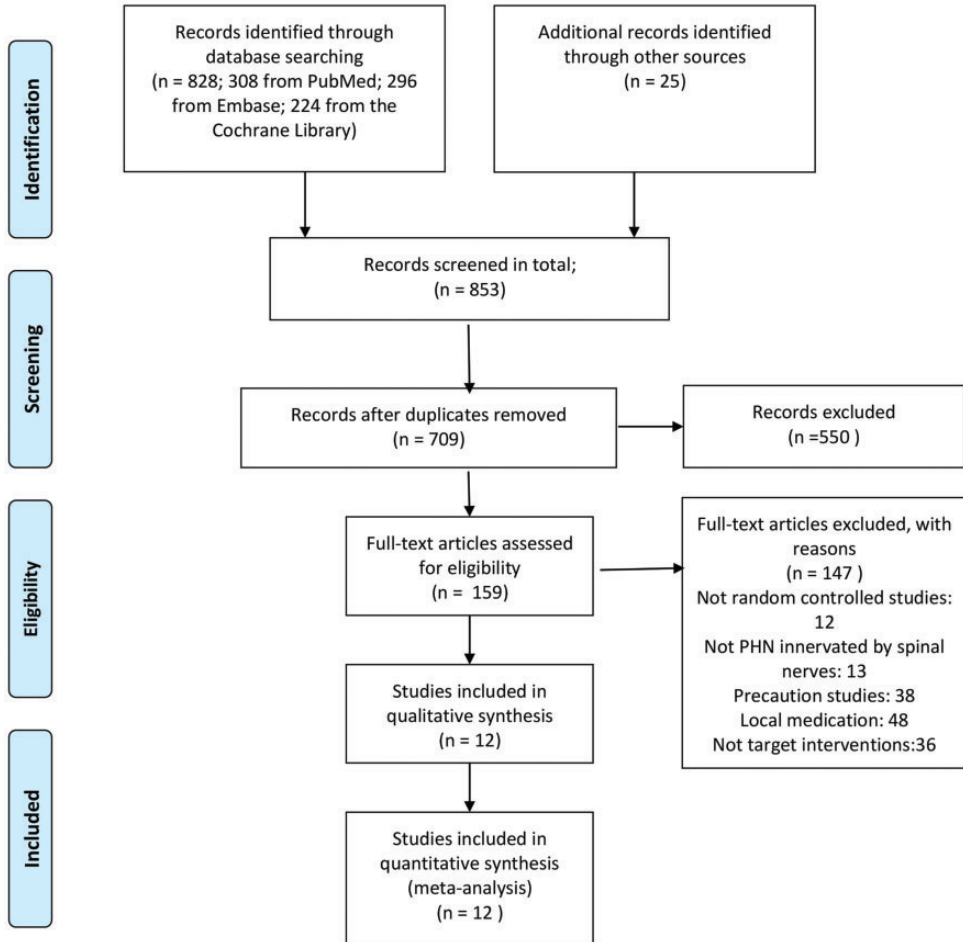 Identification
Records identified through
database searching
(n = 828; 308 from PubMed; 296
from Embase; 224 from the
Cochrane Library)
Additional records identified
through other sources
(n = 25)
Screening
Records screened in total;
(n = 853)
Records after duplicates removed
(n = 709)
Records excluded
(n =550 )
Eligibility
Full-text articles assessed
for eligibility
(n =  159)
Full-text articles excluded, with
reasons
(n = 147 )
Not random controlled studies:
12
Not PHN innervated by spinal
nerves: 13
Precaution studies: 38
Local medication: 48
Not target interventions:36
Studies included in
qualitative synthesis
(n = 12)
Included
Studies included in
quantitative synthesis
(meta-analysis)
(n = 12 )